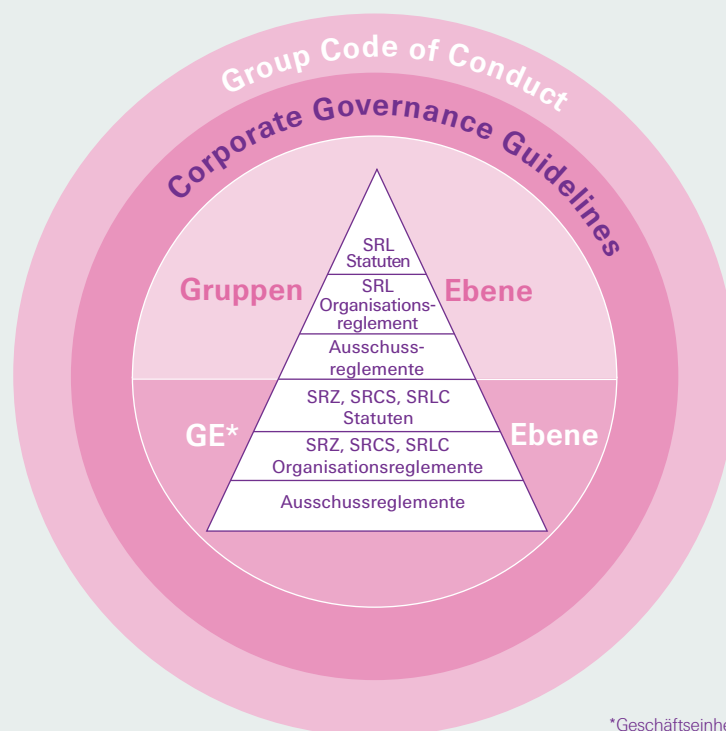 Group Code of Conduct
Corporate Governance Guidelines
SRL
Statuten
Gruppen Ebene
SRL
Organisations-
reglement
Ausschuss-
reglemente
SRZ, SRCS, SRLC
Statuten
GE* Ebene
SRZ, SRCS, SRLC
Organisationsreglemente
Ausschussreglemente